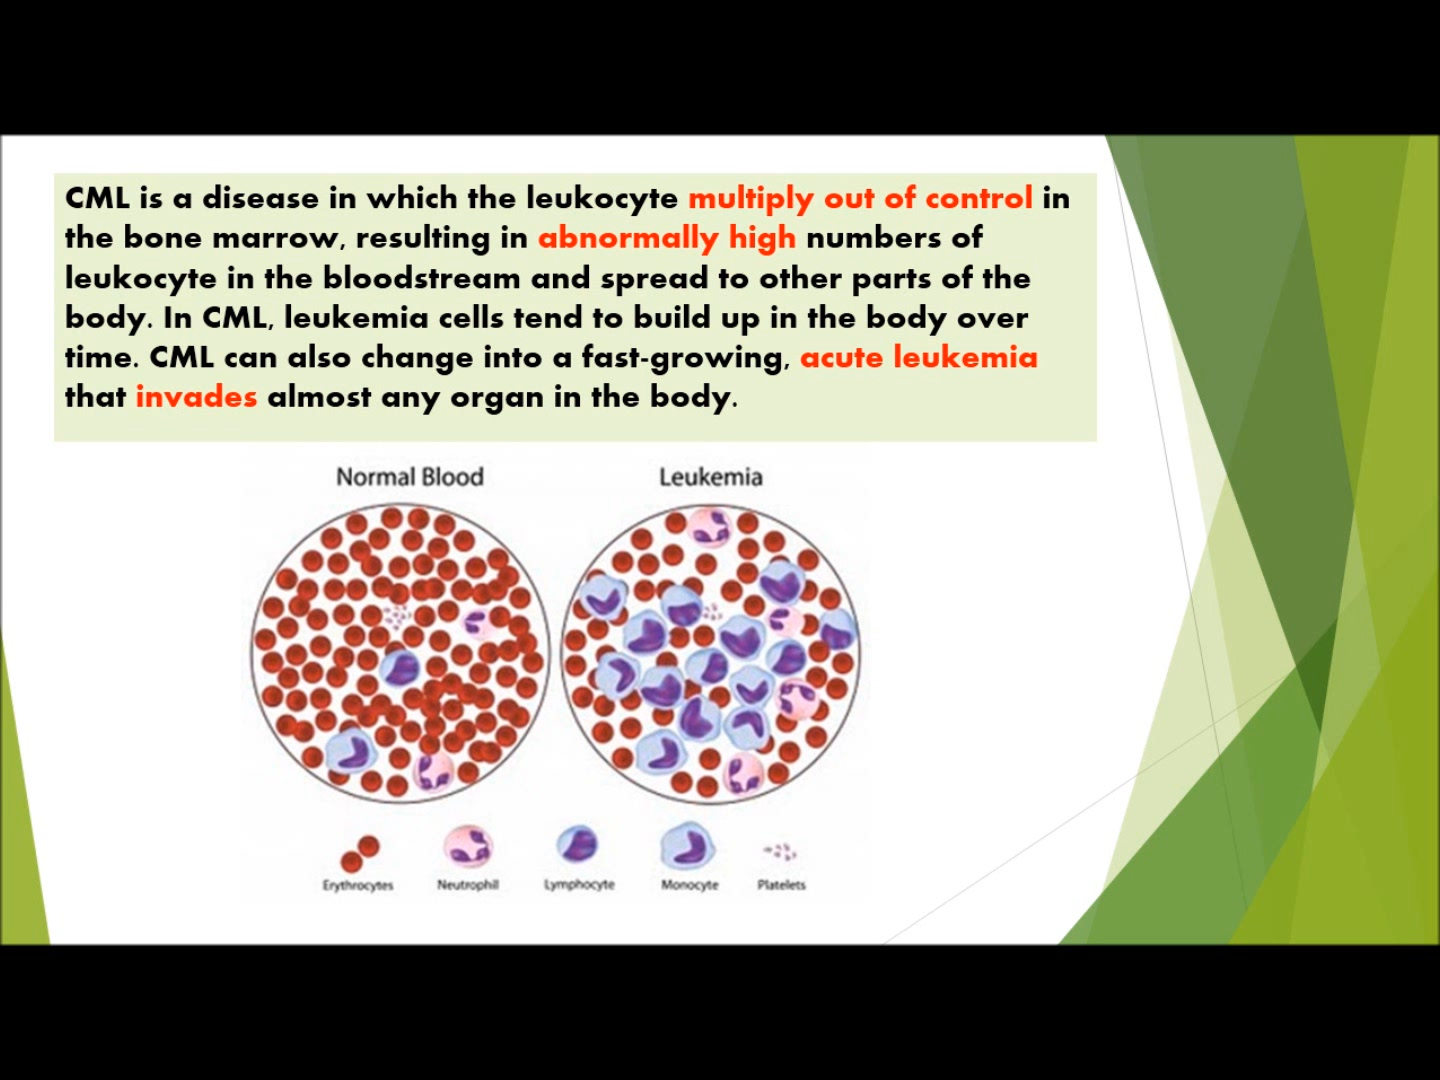 CML is a disease in which the leukocyte multiply out of control in
the bone marrow, resulting in abnormally high numbers of
leukocyte in the bloodstream and spread to other parts of the
body. In CML, leukemia cells tend to build up in the body over
time. CML can also change into a fast-growing, acute leukemia
that invades almost any organ in the body.
Normal Blood
Leukemia
Erythrocytes
Neutrophil
Lymphocyte
Monocyte
Platelets